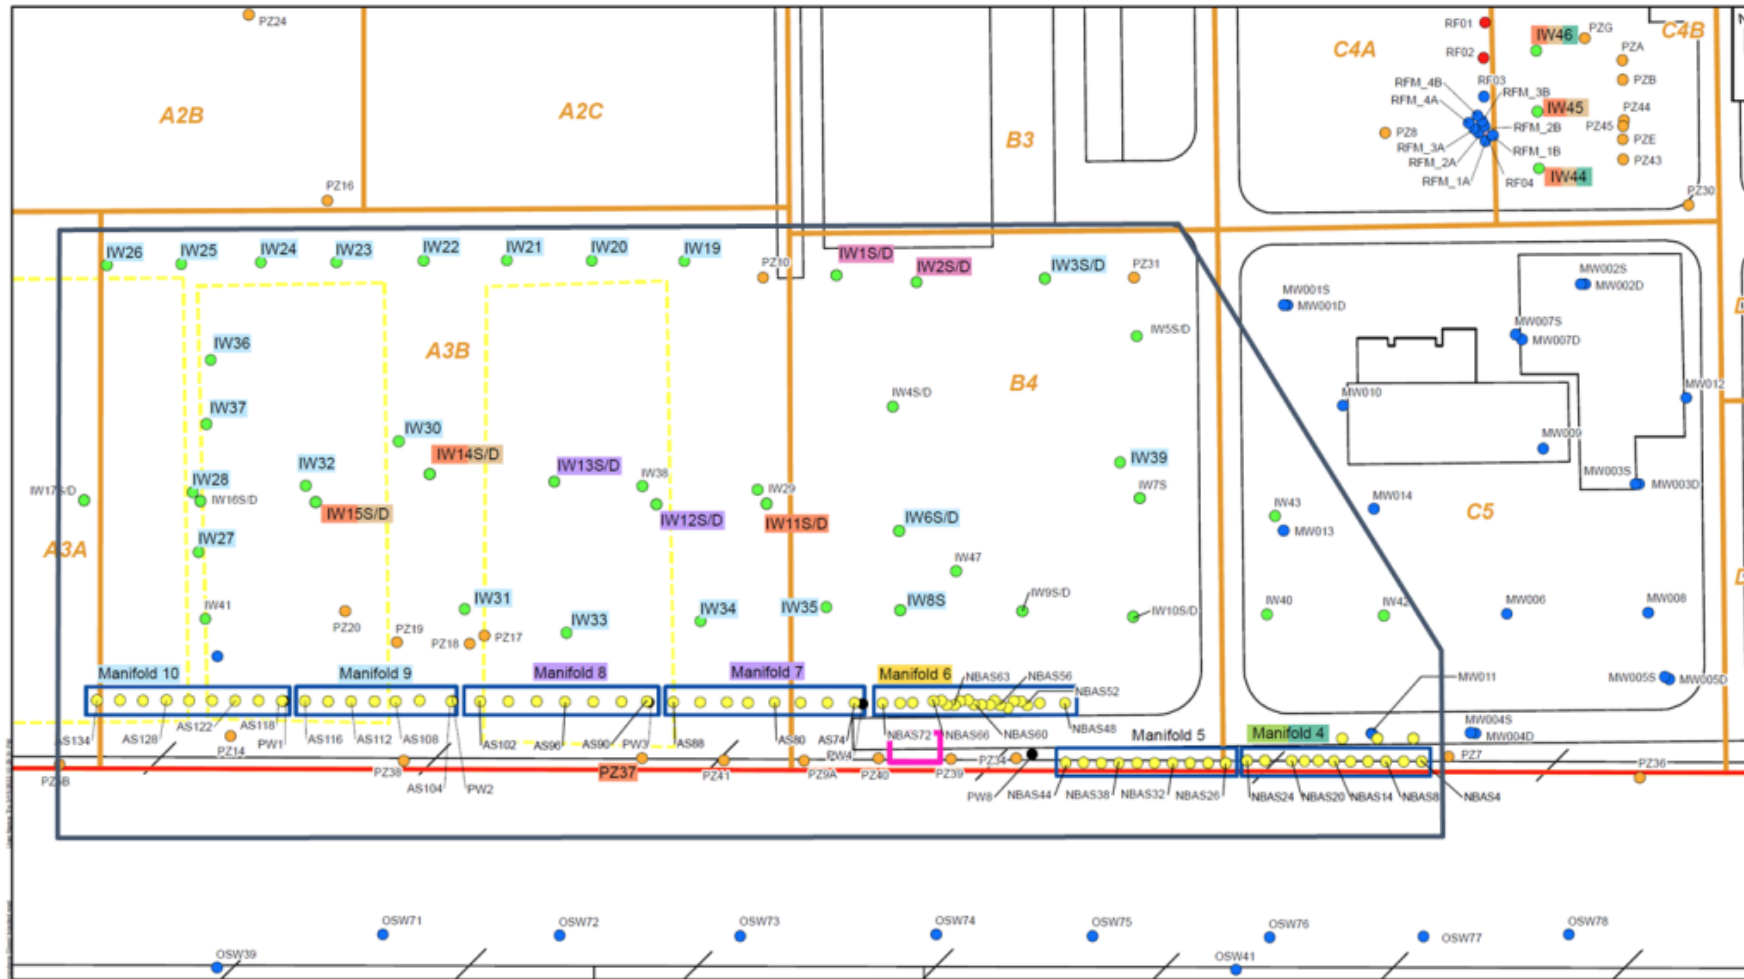 PZ24
A2B
A2C
B3
C4A
C4B
RF01
RF02
IW46
PZG
PZA
PZB
RFM_4B
RF03
RFM_3B
RFM_4A
IW45
PZ44
PZ45
PZ8
RFM_2B
PZE
RFM_3A
RFM_1B
RFM_2A
PZ43
RFM_1A
RF04
IW44
PZ16
PZ30
IW26
IW25
IW24
IW23
IW22
IW21
IW20
IW19
PZ10
IW1S/D
IW2S/D
IW3S/D
PZ31
MW002S
MW002D
MW001S
MW001D
MW007S
MW007D
IW5S/D
IW36
A3B
B4
MW012
IW4S/D
MW010
IW37
IW30
MW009
IW14S/D
IW32
IW13S/D
IW38
IW39
MW003S
MW003D
IW17S/D
IW28
IW16S/D
IW29
IW7S
IW15S/D
IW12S/D
IW11S/D
IW6S/D
IW43
MW014
C5
MW013
IW27
A3A
IW47
IW41
IW31
IW33
IW34
IW35
IW8S
IW9S/D
IW10S/D
IW40
IW42
MW006
MW008
PZ20
PZ19
PZ18
PZ17
Manifold 10
Manifold 9
Manifold 8
Manifold 7
Manifold 6
NBAS63
NBAS56
NBAS52
MW011
MW005S
MW005D
AS134
AS128
AS122
AS118
PZ14
PW1
AS116
AS112
AS108
AS102
AS96
AS90
PW3
AS88
AS80
AS74
PW4
NBAS72
NBAS66
NBAS60
NBAS48
Manifold 5
Manifold 4
MW004S
MW004D
PZ38
PZ37
PZ41
PZ9A
PZ40
PZ39
PZ34
PZ7
PZ36
AS104
PW2
PW8
NBAS44
NBAS38
NBAS32
NBAS26
NBAS24
NBAS20
NBAS14
NBAS8
NBAS4
OSW71
OSW72
OSW73
OSW74
OSW75
OSW76
OSW77
OSW78
OSW39
OSW41